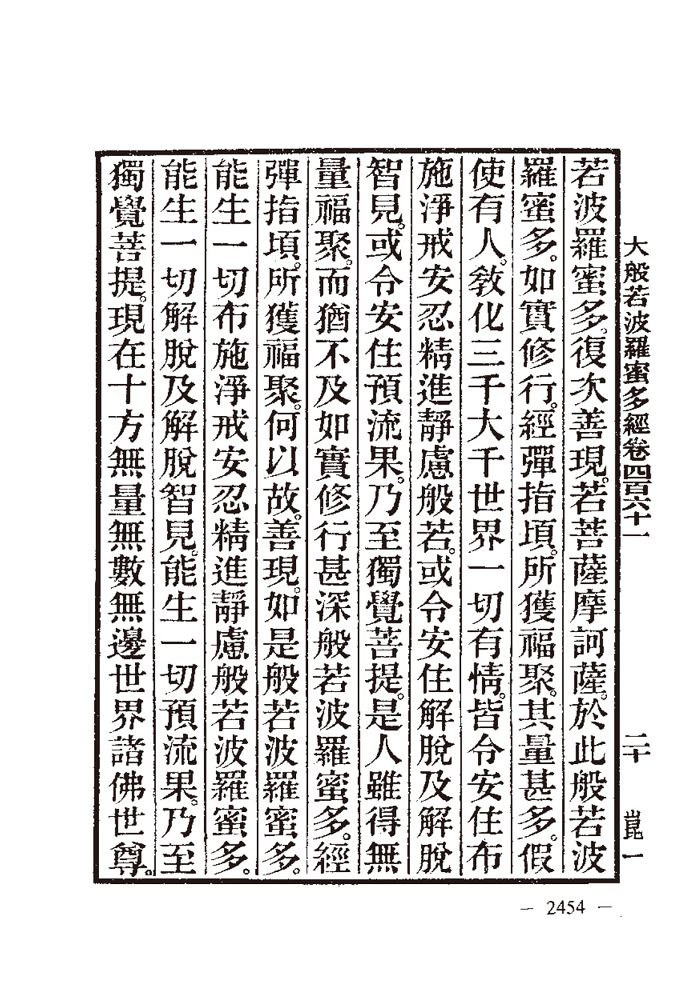 大般若波羅蜜多經卷四百六十一
二十
崑一
若波羅蜜多。復次善現。若菩薩摩訶薩。於此般若波
羅蜜多。如實修行。經彈指頃。所獲福聚。其量甚多。假
使有人。敎化三千大千世界一切有情。皆令安住布
施淨戒安忍精進靜慮般若。或令安住解脫及解脫
智見。或令安住預流果。乃至獨覺菩提。是人雖得無
量福聚。而猶不及如實修行甚深般若波羅蜜多。經
彈指頃。所獲福聚。何以故。善現。如是般若波羅蜜多。
能生一切布施淨戒安忍精進靜慮般若波羅蜜多。
能生一切解脫及解脫智見。能生一切預流果。乃至
獨覺菩提。現在十方無量無數無邊世界諸佛世尊。
— 2454 —